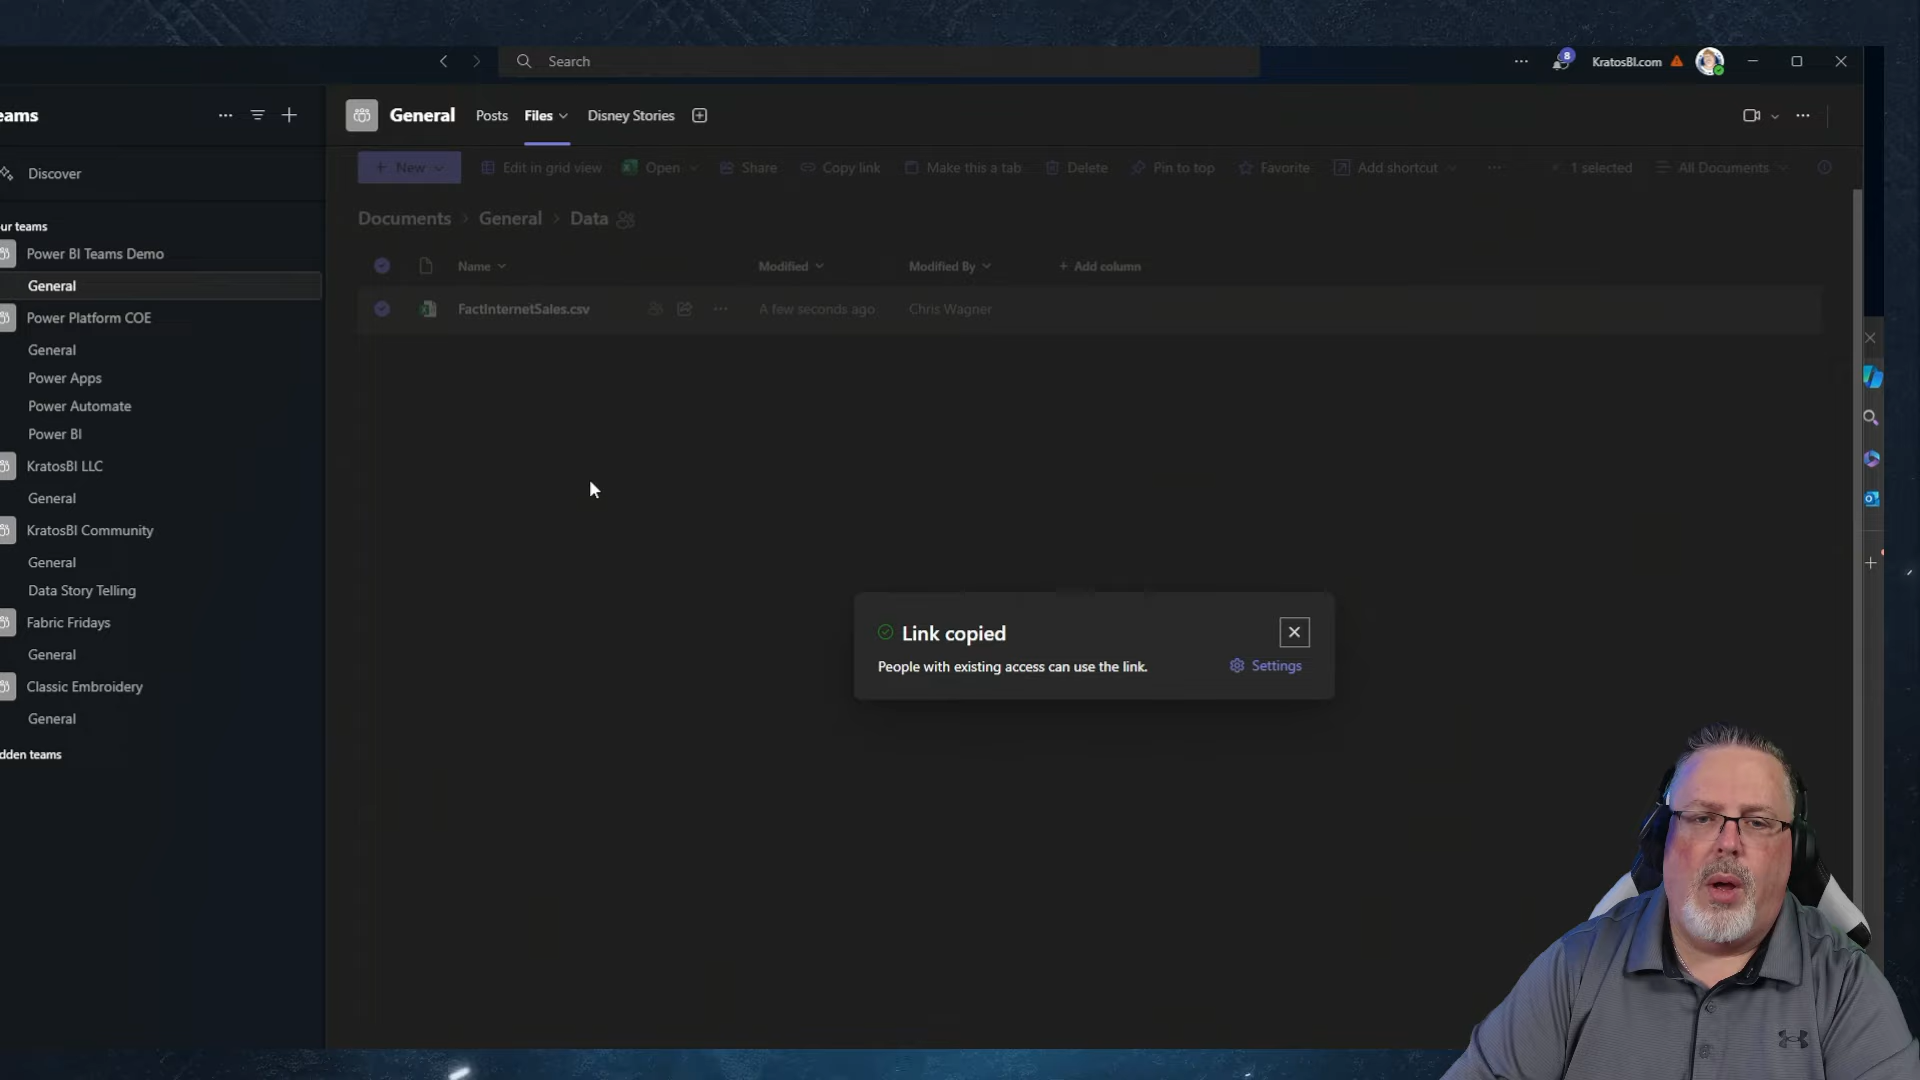 Search
KratosBI.com
8
eams
General
Posts
Files
Disney Stories
New
Edit in grid view
Open
Share
Copy link
Make this a tab
Delete
Pin to top
Favorite
Add shortcut
1 selected
All Documents
Discover
Documents > General > Data
ur teams
Power BI Teams Demo
General
Power Platform COE
General
Power Apps
Power Automate
Power BI
KratosBI LLC
General
KratosBI Community
General
Data Story Telling
Fabric Fridays
General
Classic Embroidery
General
dden teams
Name
Modified
Modified By
+ Add column
FactInternetSales.csv
A few seconds ago
Chris Wagner
Link copied
People with existing access can use the link.
Settings